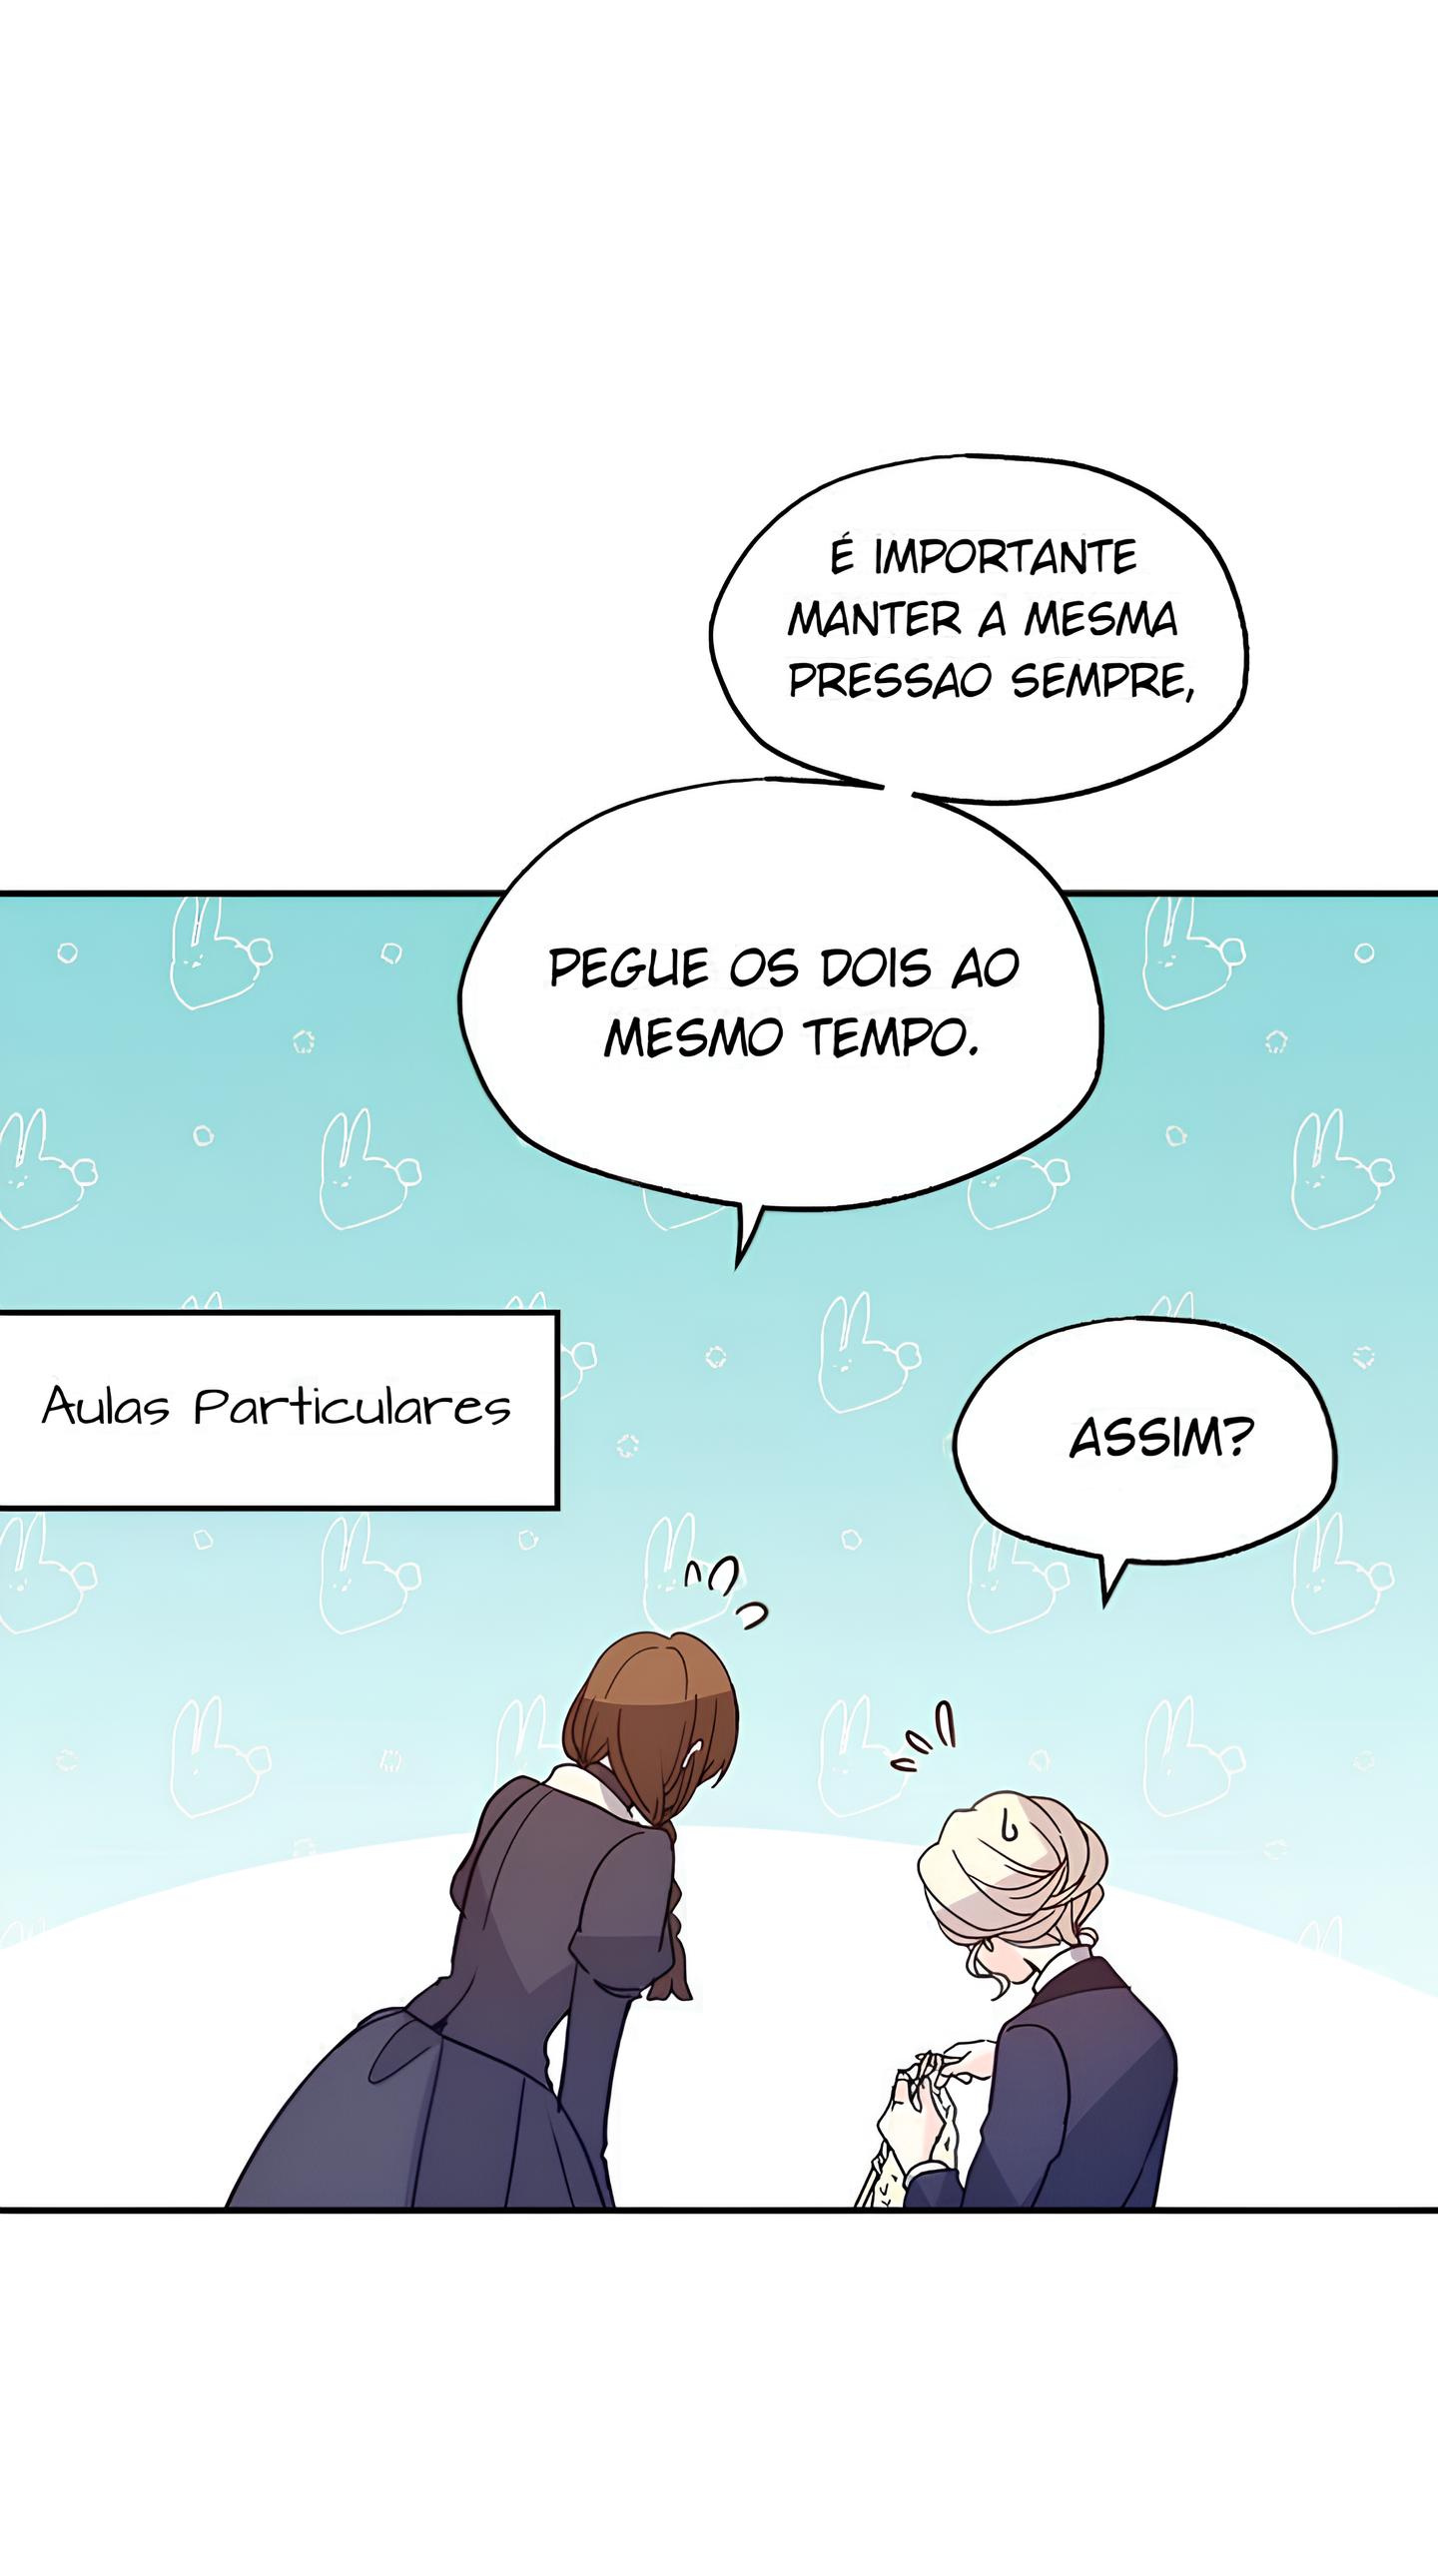 É IMPORTANTE
MANTER A MESMA
PRESSAO SEMPRE,
PEGUE OS DOIS AO
MESMO TEMPO.
Aulas Particulares
ASSIM?